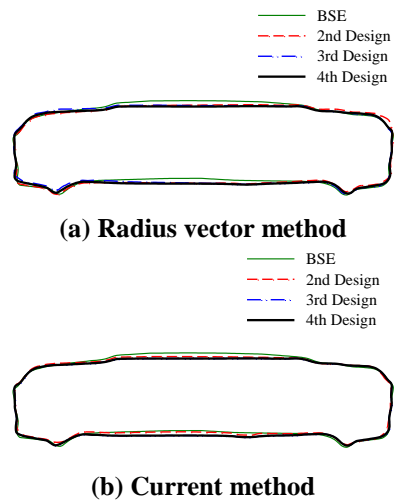 BSE
2nd Design
3rd Design
4th Design
(a) Radius vector method
BSE
2nd Design
3rd Design
4th Design
(b) Current method